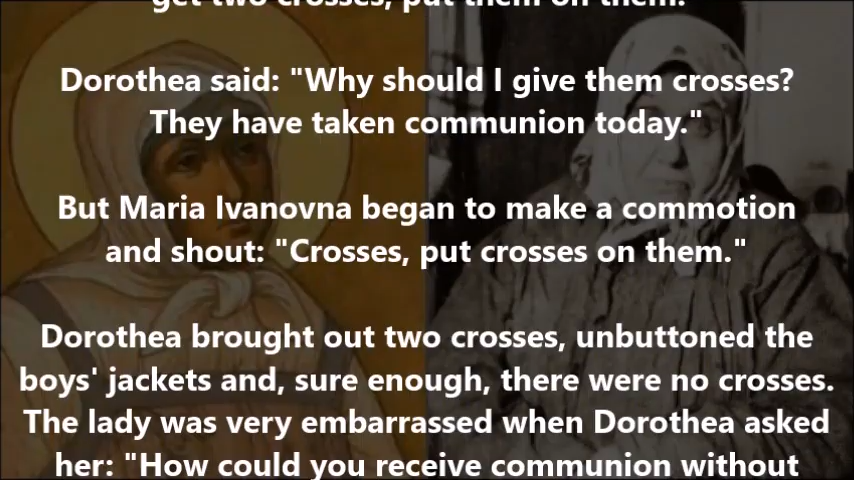 get two crosses, put them on them."
Dorothea said: "Why should I give them crosses?
They have taken communion today."
But Maria Ivanovna began to make a commotion
and shout: "Crosses, put crosses on them."
Dorothea brought out two crosses, unbuttoned the
boys' jackets and, sure enough, there were no crosses.
The lady was very embarrassed when Dorothea asked
her: "How could you receive communion without